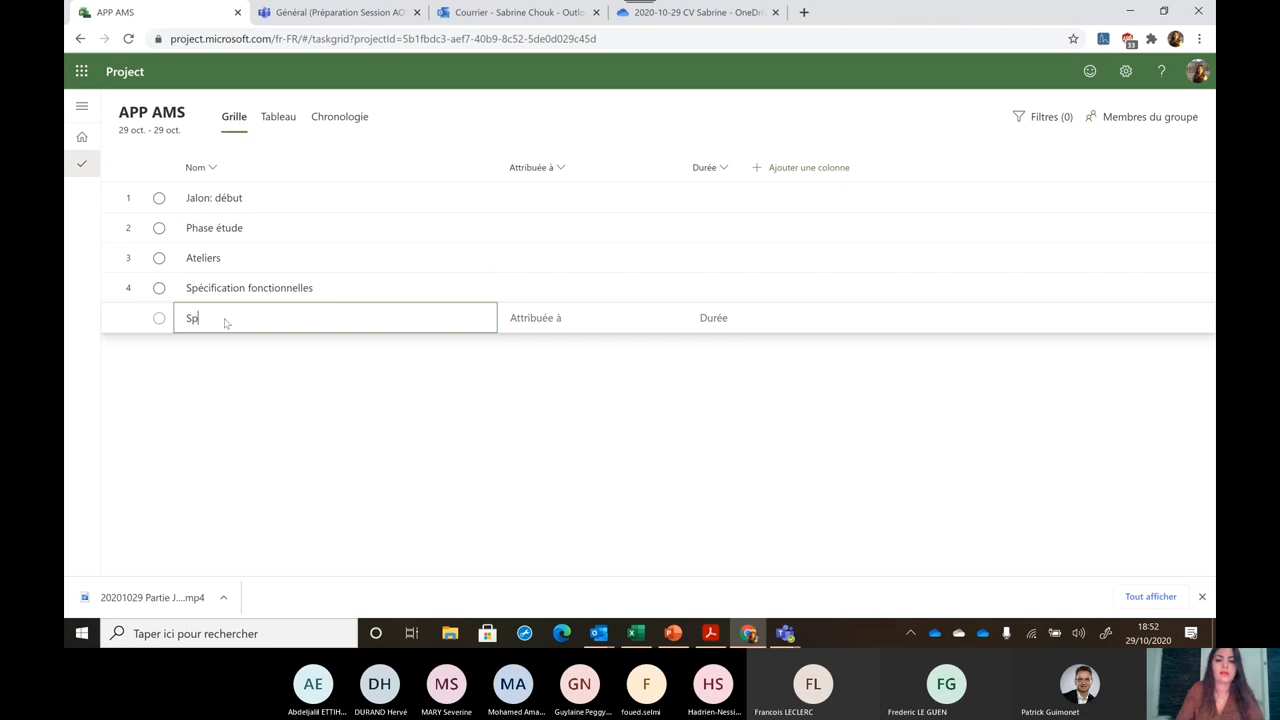 APP AMS
Général (Préparation Session AOS
Courrier - Sabrine Chouk - Outlo
2020-10-29 CV Sabrine - OneDriv
project.microsoft.com/fr-FR/#/taskgrid?projectId=5b1fbdc3-aef7-40b9-8c52-5de0d029c45d
33
Project
APP AMS
29 oct. - 29 oct.
Grille
Tableau
Chronologie
Filtres (0)
Membres du groupe
Nom
Attribuée à
Durée
Ajouter une colonne
1 Jalon: début
2 Phase étude
3 Ateliers
4 Spécification fonctionnelles
Sp
Attribuée à
Durée
20201029 Partie J....mp4
Tout afficher
Taper ici pour rechercher
18:52
29/10/2020
AE
DH
MS
MA
GN
F
HS
FL
FG
Abdeljalil ETTIH...
DURAND Hervé
MARY Severine
Mohamed Ama...
Guylaine Peggy...
foued.selmi
Hadrien-Nessi...
Francois LECLERC
Frederic LE GUEN
Patrick Guimonet